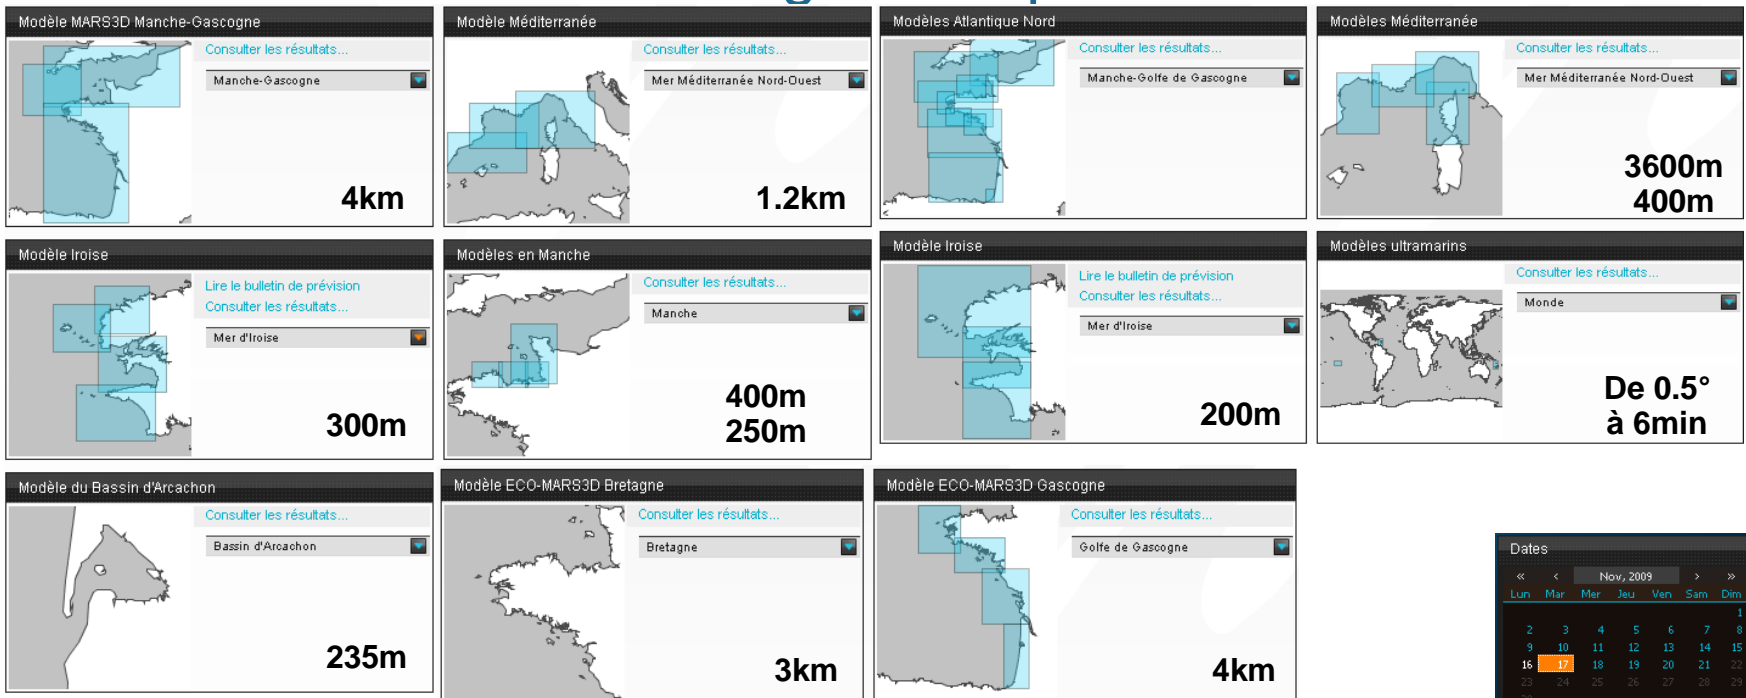 Modèle MARS3D Manche-Gascogne
Consulter les résultats...
Manche-Gascogne
4km
Modèle Méditerranée
Consulter les résultats...
Mer Méditerranée Nord-Ouest
1.2km
Modèles Atlantique Nord
Consulter les résultats...
Manche-Golfe de Gascogne
Modèles Méditerranée
Consulter les résultats...
Mer Méditerranée Nord-Ouest
3600m
400m
Modèle Iroise
Lire le bulletin de prévision
Consulter les résultats...
Mer d'Iroise
300m
Modèles en Manche
Consulter les résultats...
Manche
400m
250m
Modèle Iroise
Lire le bulletin de prévision
Consulter les résultats...
Mer d'Iroise
200m
Modèles ultramarins
Consulter les résultats...
Monde
De 0.5°
à 6min
Modèle du Bassin d'Arcachon
Consulter les résultats...
Bassin d'Arcachon
235m
Modèle ECO-MARS3D Bretagne
Consulter les résultats...
Bretagne
3km
Modèle ECO-MARS3D Gascogne
Consulter les résultats...
Golfe de Gascogne
4km
Dates
« ‹ Nov, 2009 › »
Lun Mar Mer Jeu Ven Sam Dim
1
2 3 4 5 6 7 8
9 10 11 12 13 14 15
16 17 18 19 20 21 22
23 24 25 26 27 28 29